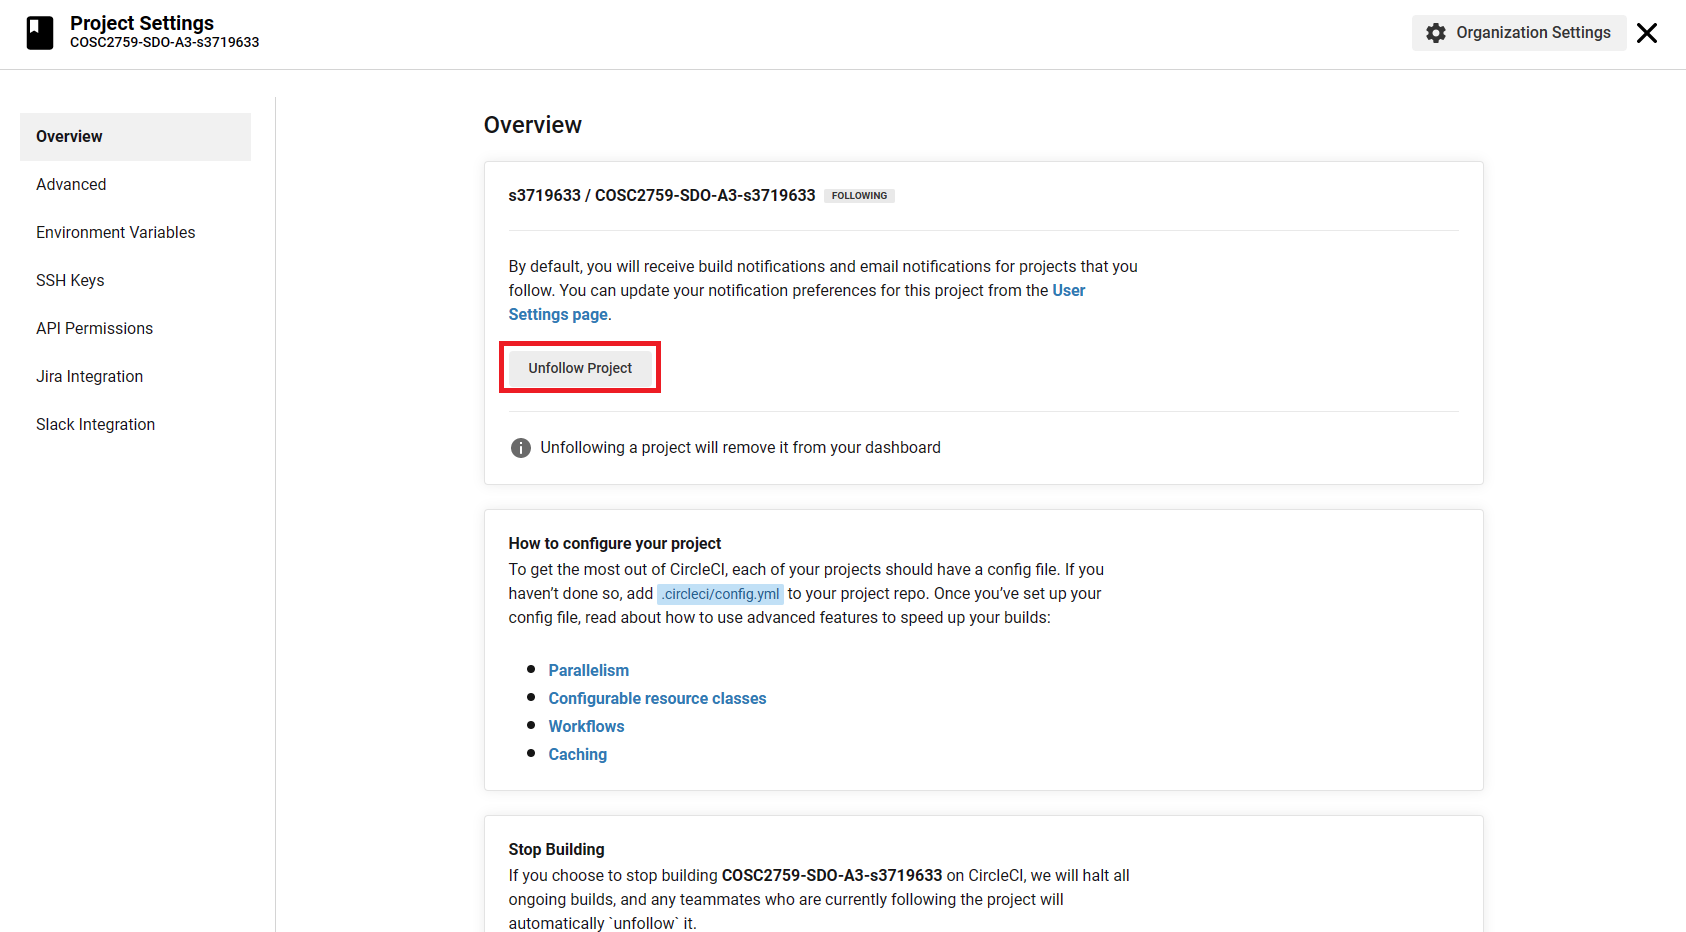 Project Settings
COSC2759-SDO-A3-s3719633
Organization Settings
Overview
Advanced
Environment Variables
SSH Keys
API Permissions
Jira Integration
Slack Integration
Overview
s3719633 / COSC2759-SDO-A3-s3719633 FOLLOWING
By default, you will receive build notifications and email notifications for projects that you
follow. You can update your notification preferences for this project from the User
Settings page.
Unfollow Project
Unfollowing a project will remove it from your dashboard
How to configure your project
To get the most out of CircleCI, each of your projects should have a config file. If you
haven’t done so, add .circleci/config.yml to your project repo. Once you’ve set up your
config file, read about how to use advanced features to speed up your builds:
Parallelism
Configurable resource classes
Workflows
Caching
Stop Building
If you choose to stop building COSC2759-SDO-A3-s3719633 on CircleCI, we will halt all
ongoing builds, and any teammates who are currently following the project will
automatically `unfollow` it.